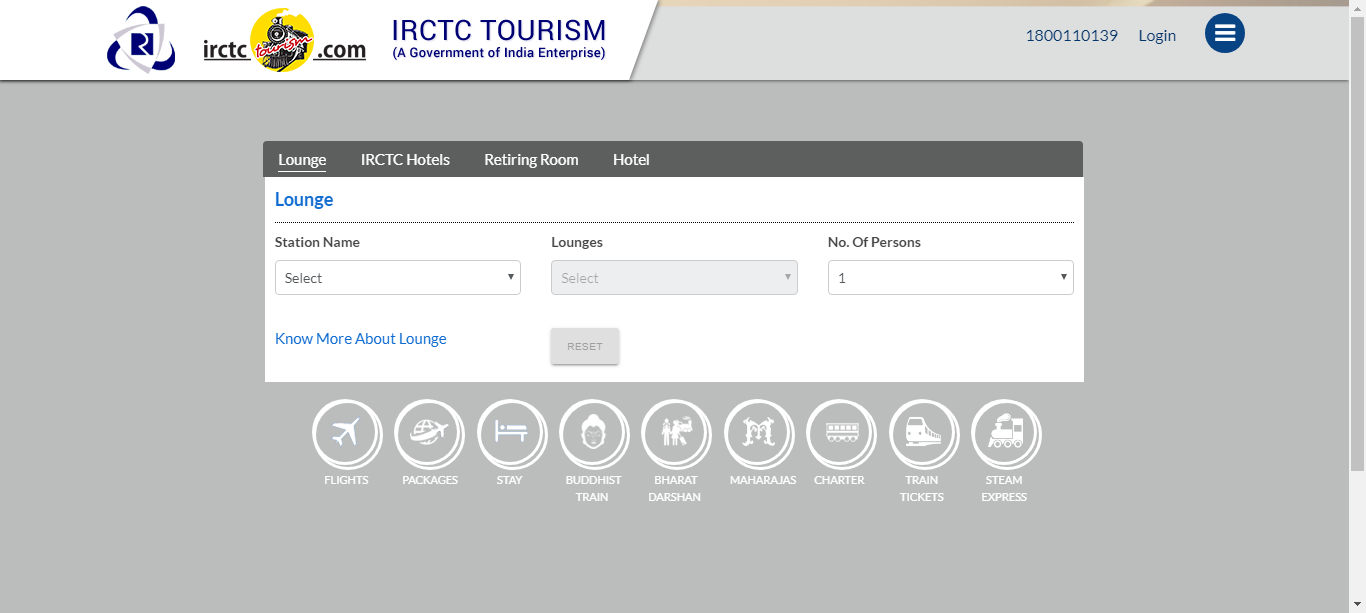 irctc tourism .com
IRCTC TOURISM
(A Government of India Enterprise)
1800110139 Login
Lounge IRCTC Hotels Retiring Room Hotel
Lounge
Station Name Lounges No. Of Persons
Select Select 1
Know More About Lounge RESET
FLIGHTS PACKAGES STAY BUDDHIST BHARAT MAHARAJAS CHARTER TRAIN STEAM
TRAIN DARSHAN TICKETS EXPRESS